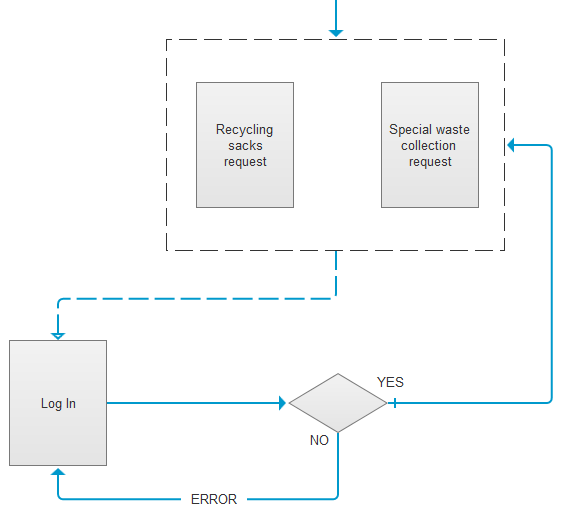 Recycling
sacks
request
Special waste
collection
request
Log In
YES
NO
ERROR